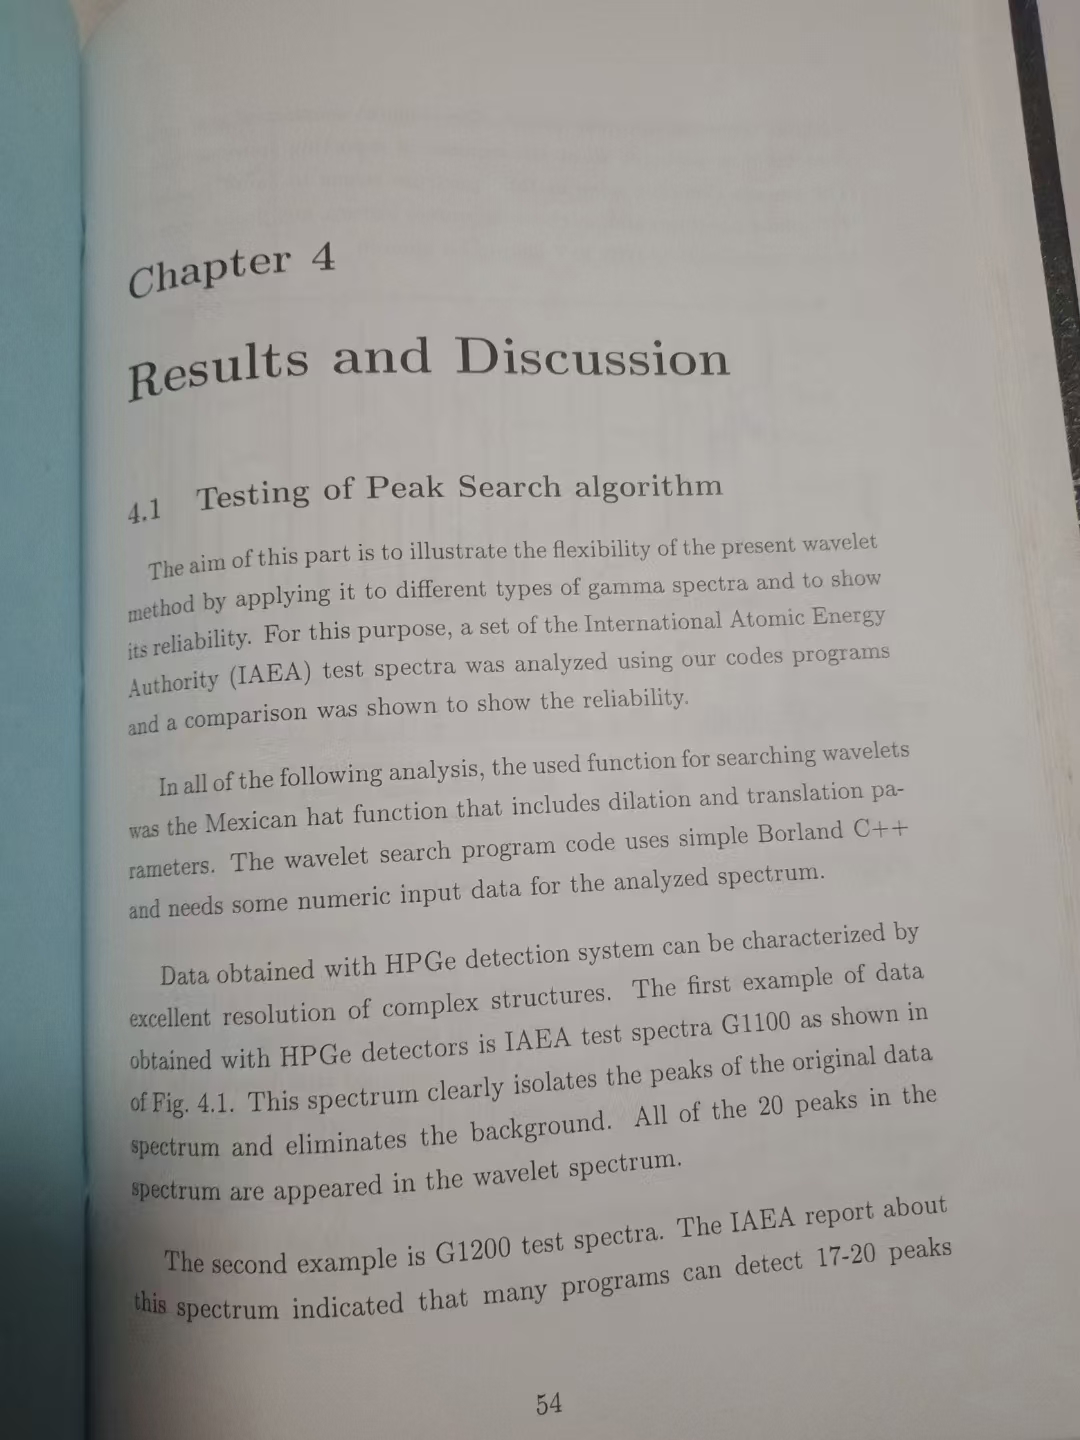 Chapter 4
Results and Discussion
4.1 Testing of Peak Search algorithm
The aim of this part is to illustrate the flexibility of the present wavelet
method by applying it to different types of gamma spectra and to show
its reliability. For this purpose, a set of the International Atomic Energy
Authority (IAEA) test spectra was analyzed using our codes programs
and a comparison was shown to show the reliability.
In all of the following analysis, the used function for searching wavelets
was the Mexican hat function that includes dilation and translation pa-
rameters. The wavelet search program code uses simple Borland C++
and needs some numeric input data for the analyzed spectrum.
Data obtained with HPGe detection system can be characterized by
excellent resolution of complex structures. The first example of data
obtained with HPGe detectors is IAEA test spectra G1100 as shown in
of Fig. 4.1. This spectrum clearly isolates the peaks of the original data
spectrum and eliminates the background. All of the 20 peaks in the
spectrum are appeared in the wavelet spectrum.
The second example is G1200 test spectra. The IAEA report about
this spectrum indicated that many programs can detect 17-20 peaks
54